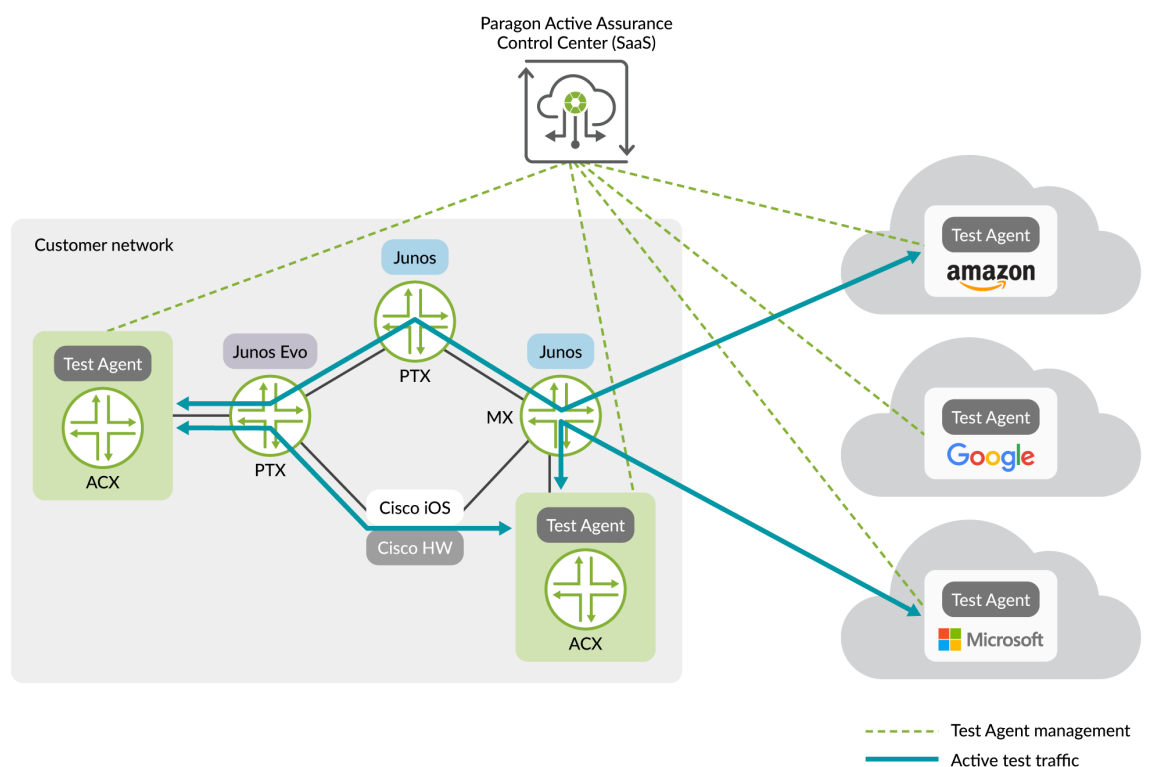 Paragon Active Assurance
Control Center (SaaS)
Customer network
Test Agent
amazon
Junos
Junos Evo
Junos
Test Agent
PTX
MX
Test Agent
Google
PTX
ACX
Cisco iOS
Test Agent
Cisco HW
Test Agent
Microsoft
ACX
Test Agent management
Active test traffic